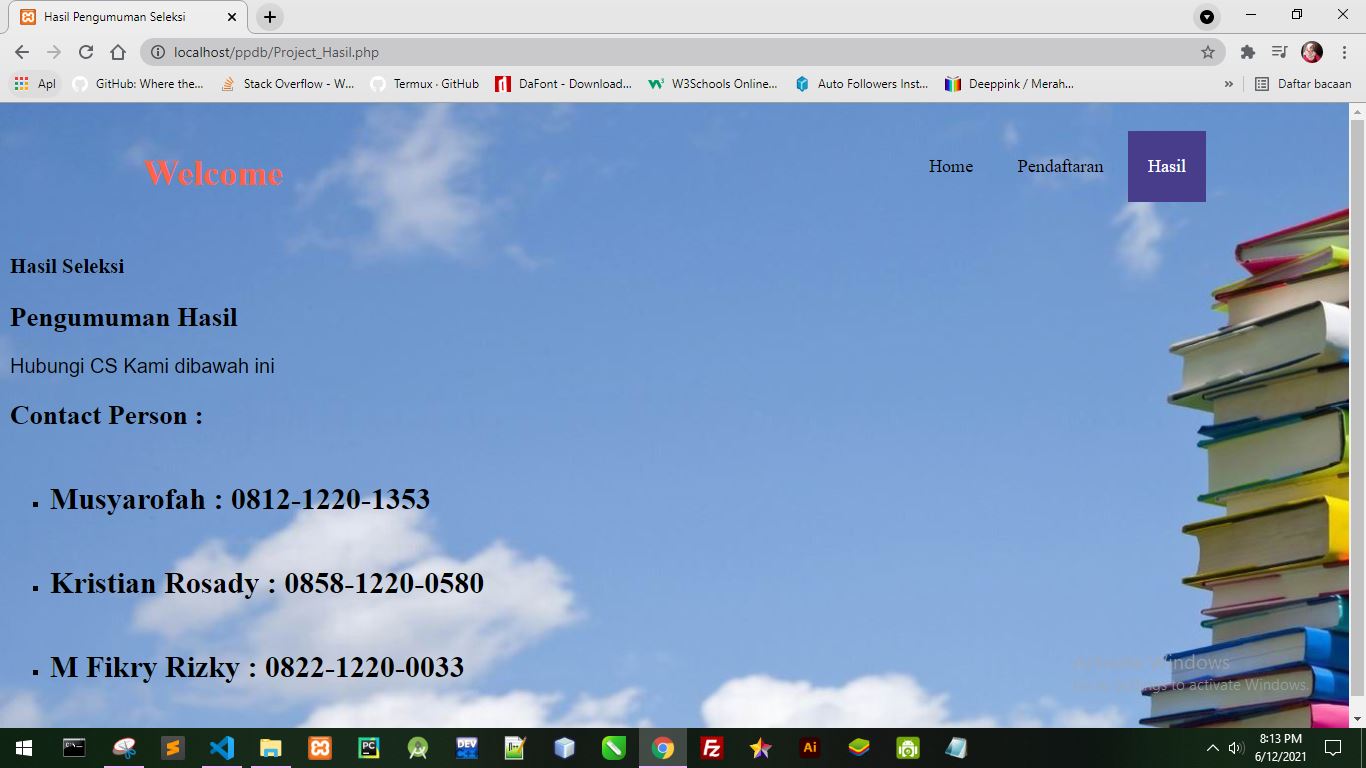 Hasil Pengumuman Seleksi
localhost/ppdb/Project_Hasil.php
Apl GitHub: Where the... Stack Overflow - W... Termux · GitHub DaFont - Download... W3Schools Online... Auto Followers Inst... Deeppink / Merah... » Daftar bacaan
Welcome
Home Pendaftaran Hasil
Hasil Seleksi
Pengumuman Hasil
Hubungi CS Kami dibawah ini
Contact Person :
Musyarofah : 0812-1220-1353
Kristian Rosady : 0858-1220-0580
M Fikry Rizky : 0822-1220-0033
Activate Windows
Go to Settings to activate Windows.
PC DEV Fz Ai
8:13 PM
6/12/2021